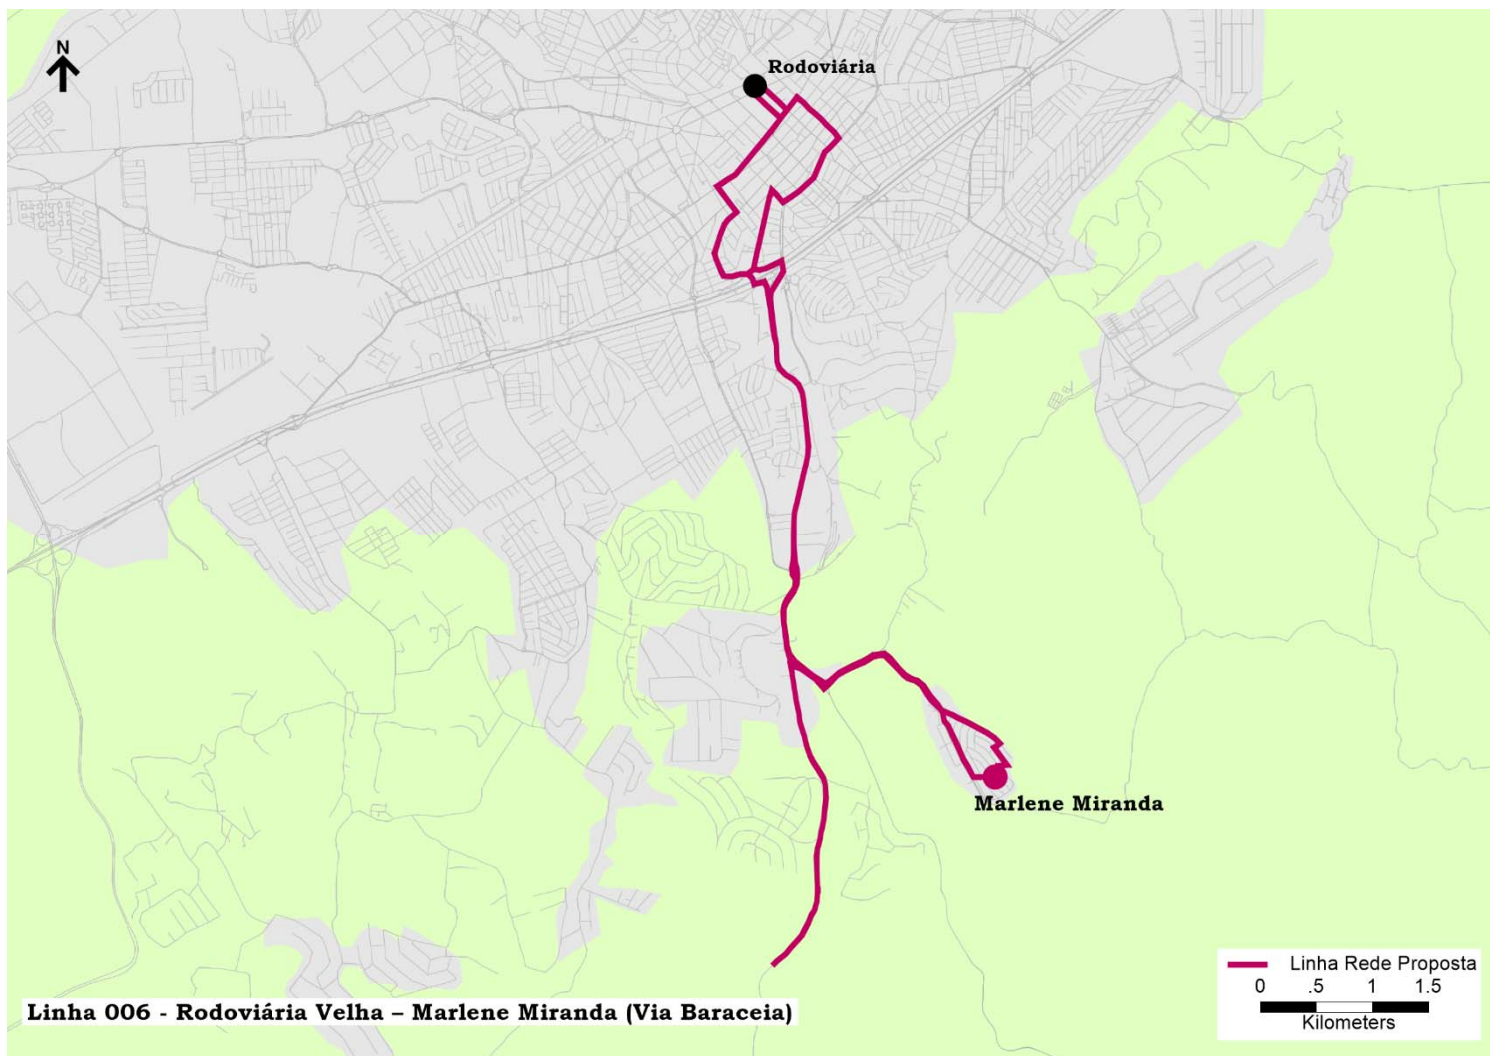 N
Rodoviária
Marlene Miranda
Linha Rede Proposta
0 .5 1 1.5
Kilometers
Linha 006 - Rodoviária Velha – Marlene Miranda (Via Baraceia)